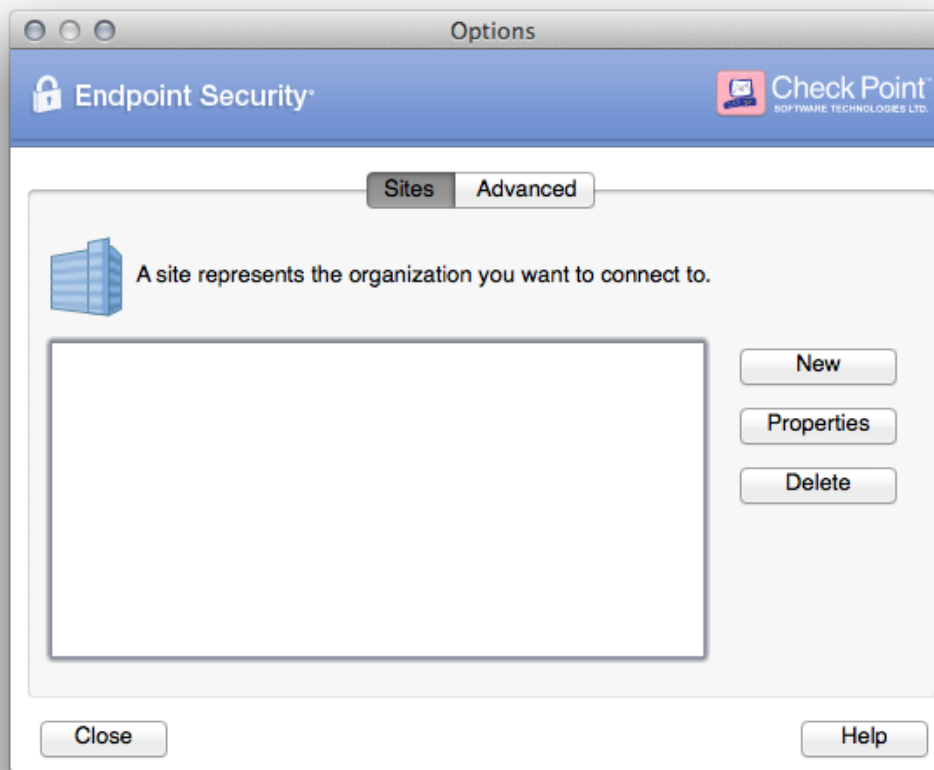 Options
Endpoint Security
Check Point™
SOFTWARE TECHNOLOGIES LTD.
Sites
Advanced
A site represents the organization you want to connect to.
New
Properties
Delete
Close
Help